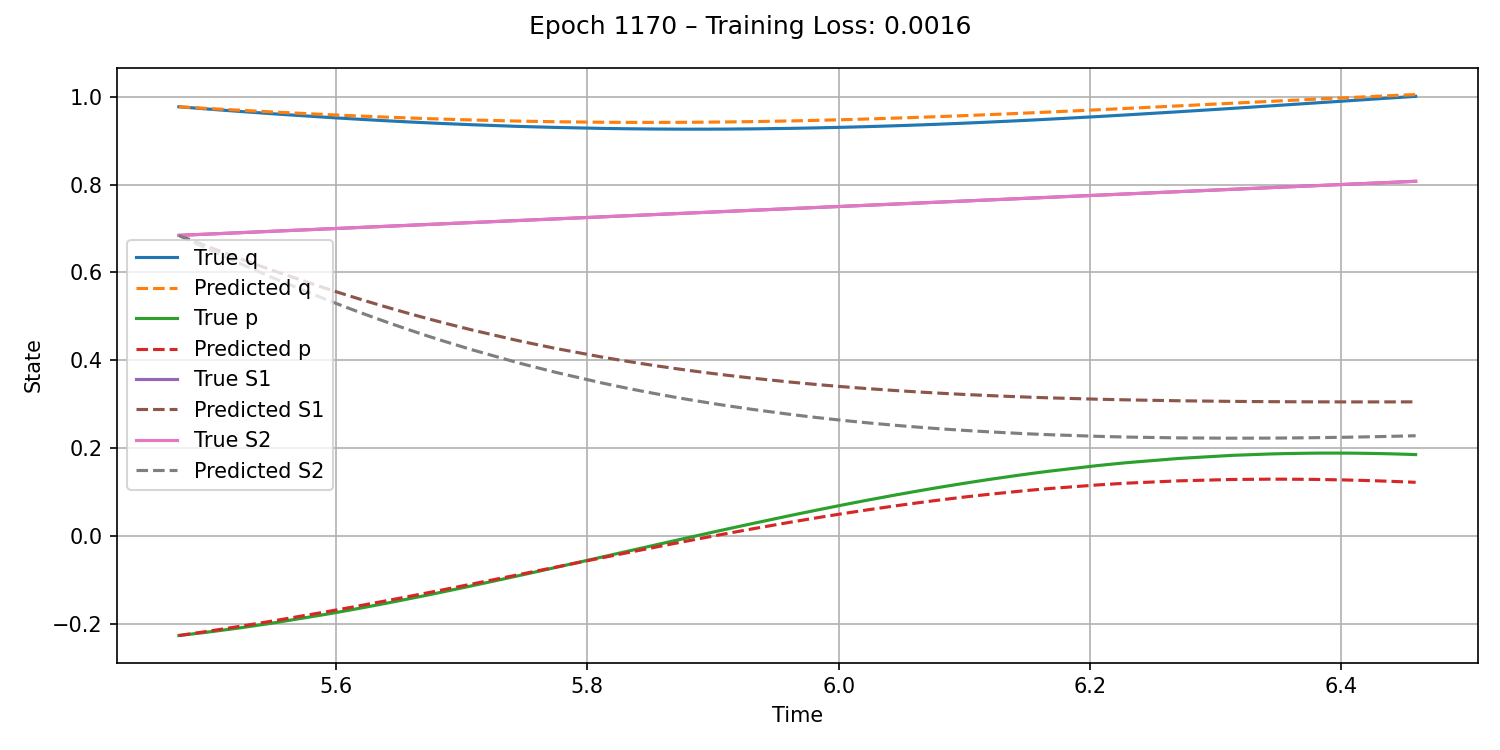 Epoch 1170 – Training Loss: 0.0016
1.0
0.8
0.6
0.4
0.2
0.0
−0.2
State
True q
Predicted q
True p
Predicted p
True S1
Predicted S1
True S2
Predicted S2
5.6 5.8 6.0 6.2 6.4
Time